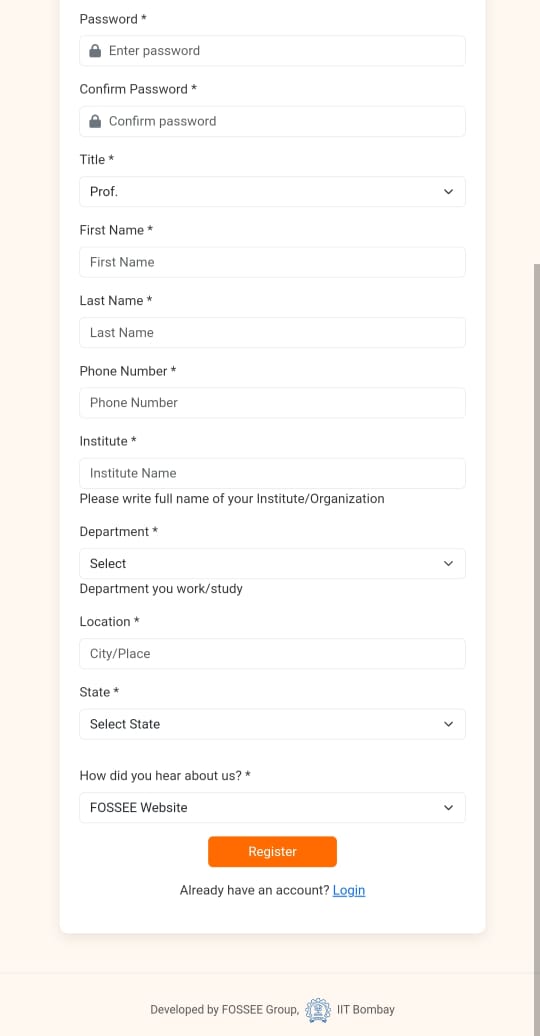 Password *
Enter password
Confirm Password *
Confirm password
Title *
Prof.
First Name *
First Name
Last Name *
Last Name
Phone Number *
Phone Number
Institute *
Institute Name
Please write full name of your Institute/Organization
Department *
Select
Department you work/study
Location *
City/Place
State *
Select State
How did you hear about us? *
FOSSEE Website
Register
Already have an account? Login
Developed by FOSSEE Group, IIT Bombay